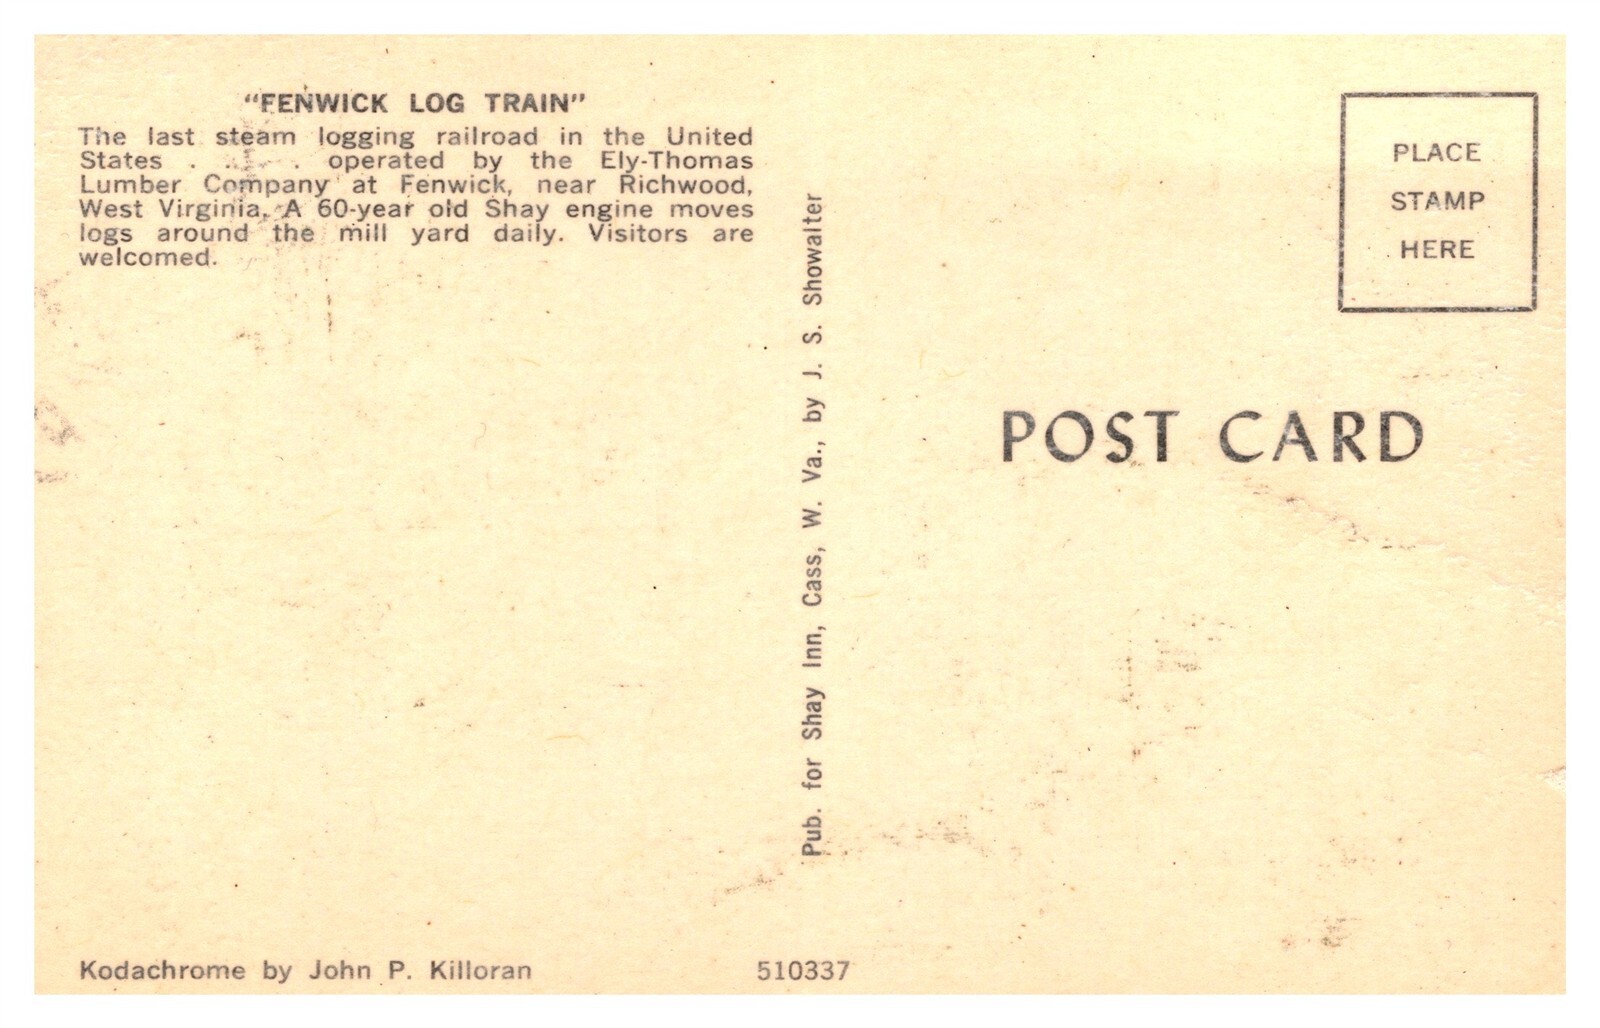 "FENWICK LOG TRAIN"
The last steam logging railroad in the United
States . . . . operated by the Ely-Thomas
Lumber Company at Fenwick, near Richwood,
West Virginia. A 60-year old Shay engine moves
logs around the mill yard daily. Visitors are
welcomed.
Kodachrome by John P. Killoran
510337
Pub. for Shay Inn, Cass, W. Va., by J. S. Showalter
PLACE
STAMP
HERE
POST CARD